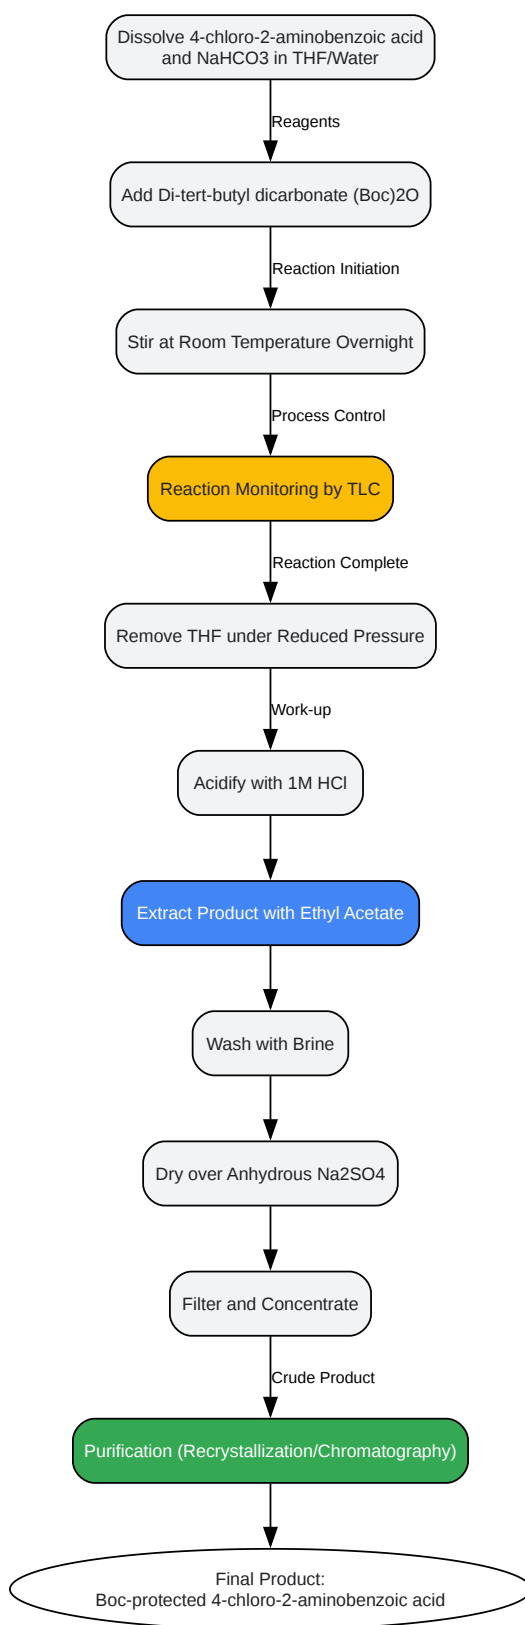 Dissolve 4-chloro-2-aminobenzoic acid
and NaHCO3 in THF/Water
Reagents
Add Di-tert-butyl dicarbonate (Boc)2O
Reaction Initiation
Stir at Room Temperature Overnight
Process Control
Reaction Monitoring by TLC
Reaction Complete
Remove THF under Reduced Pressure
Work-up
Acidify with 1M HCl
Extract Product with Ethyl Acetate
Wash with Brine
Dry over Anhydrous Na2SO4
Filter and Concentrate
Crude Product
Purification (Recrystallization/Chromatography)
Final Product:
Boc-protected 4-chloro-2-aminobenzoic acid